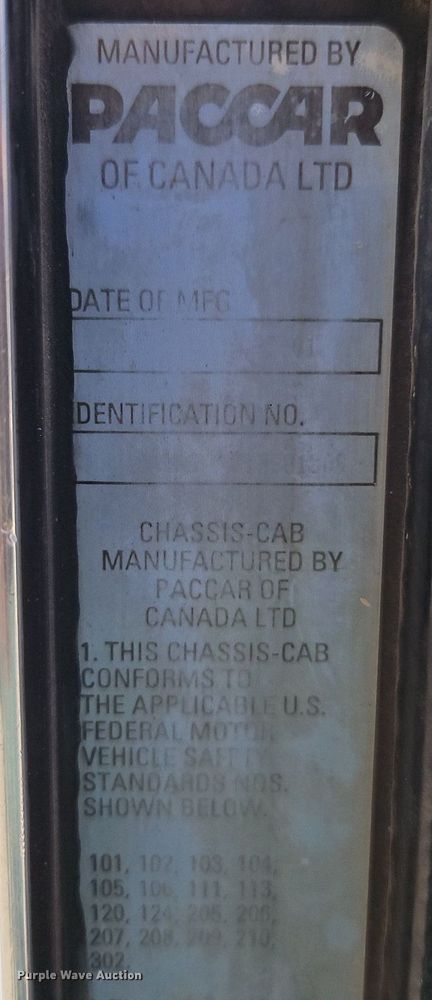 MANUFACTURED BY
PACCAR
OF CANADA LTD
DATE OF MFG
IDENTIFICATION NO.
CHASSIS-CAB
MANUFACTURED BY
PACCAR OF
CANADA LTD
1. THIS CHASSIS-CAB
CONFORMS TO
THE APPLICABLE U.S.
FEDERAL MOTOR
VEHICLE SAFETY
STANDARDS NOS.
SHOWN BELOW.
101, 102, 103, 104,
105, 106, 111, 113,
120, 124, 205, 206,
207, 208, 209, 210,
302.
Purple Wave Auction